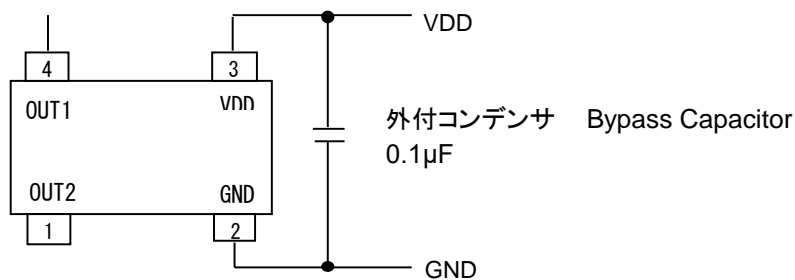 VDD
4
3
OUT1
VDD
外付コンデンサ Bypass Capacitor
0.1µF
OUT2
GND
1
2
GND